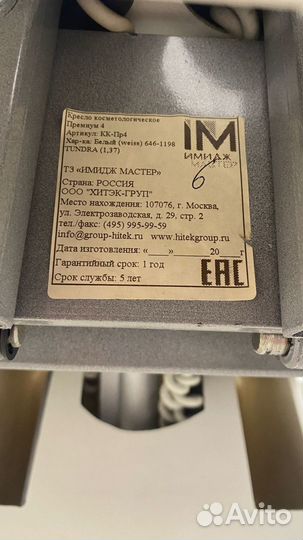 Кресло косметологическое
Премиум 4
Артикул: КК-Пр4
Хар-ка: Белый (weiss) 646-1198
TUNDRA (1,37)
IM
ИМИДЖ
МАСТЕР
6
ТЗ «ИМИДЖ МАСТЕР»
Страна: РОССИЯ
ООО "ХИТЭК-ГРУП"
Место нахождения: 107076, г. Москва,
ул. Электрозаводская, д. 29, стр. 2
тел./факс: (495) 995-99-59
info@group-hitek.ru www.hitekgroup.ru
Дата изготовления: «___»________20___г
Гарантийный срок: 1 год
Срок службы: 5 лет
EAC
Avito